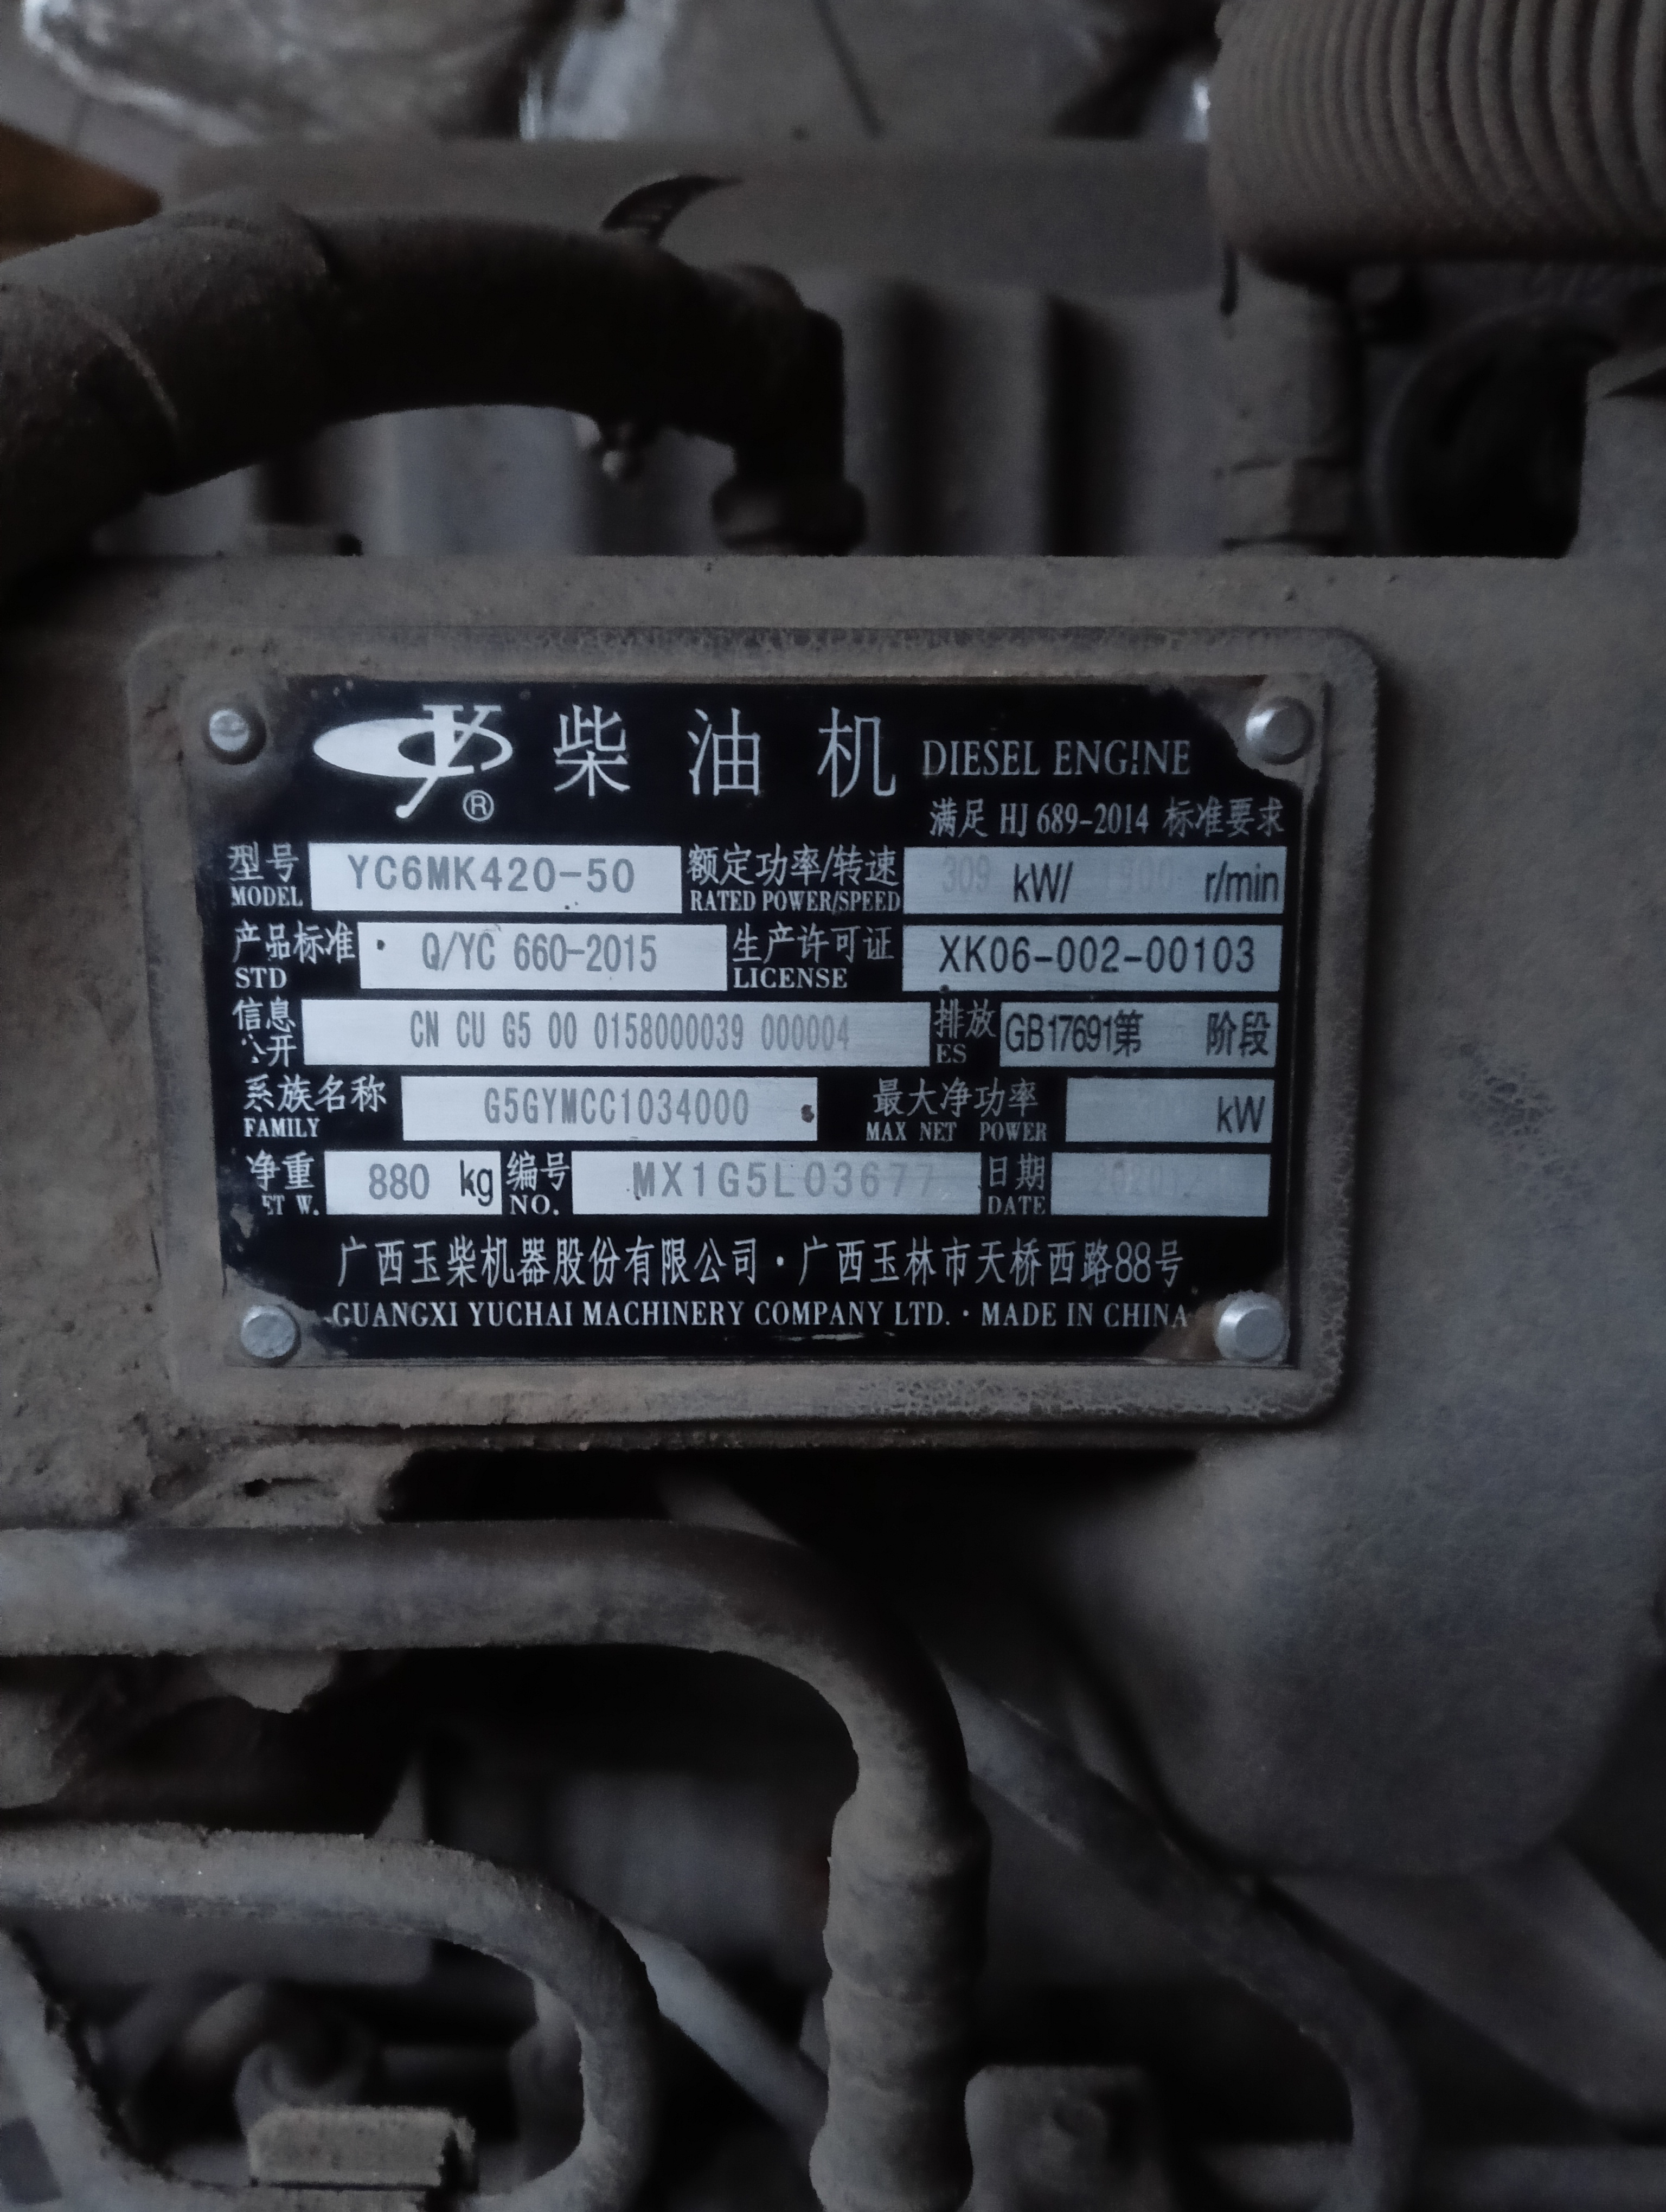 柴油机 DIESEL ENGINE
满足 HJ 689-2014 标准要求
型号 MODEL YC6MK420-50 额定功率/转速 RATED POWER/SPEED 309 kW/ r/min
产品标准 STD Q/YC 660-2015 生产许可证 LICENSE XK06-002-00103
信息 开 CN CU G5 00 0158000039 000004 排放 ES GB17691第 阶段
系族名称 FAMILY G5GYMCC1034000 最大净功率 MAX NET POWER kW
净重 W. 880 kg 编号 NO. MX1G5L03677 日期 DATE
广西玉柴机器股份有限公司·广西玉林市天桥西路88号
GUANGXI YUCHAI MACHINERY COMPANY LTD. · MADE IN CHINA